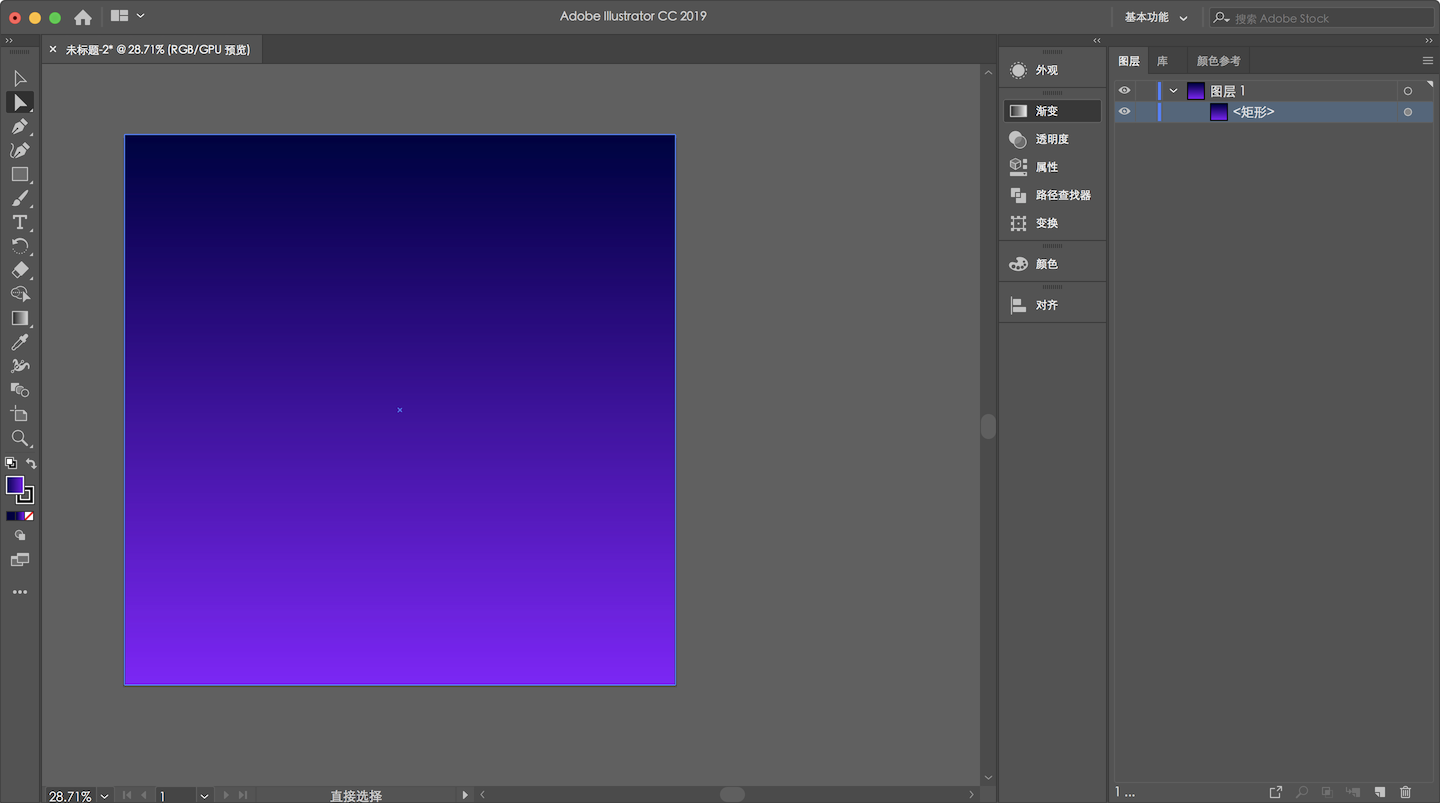 Adobe Illustrator CC 2019
基本功能
搜索 Adobe Stock
未标题-2* @ 28.71% (RGB/GPU 预览)
外观
渐变
透明度
属性
路径查找器
变换
颜色
对齐
图层
库
颜色参考
图层 1
<矩形>
28.71%
1
直接选择
1 ...